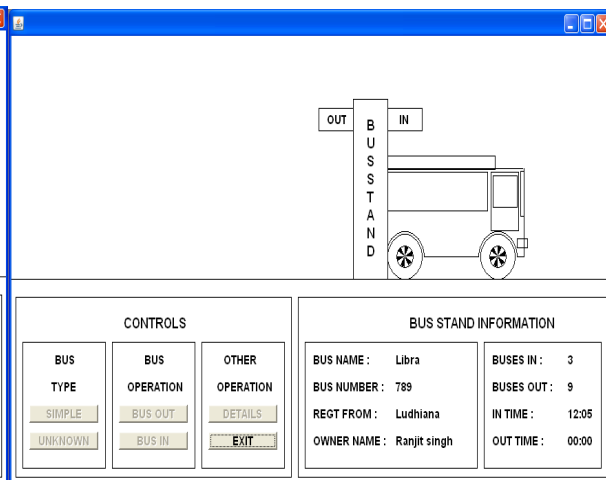 OUT
IN
BUSSTAND
CONTROLS
BUS TYPE
SIMPLE
UNKNOWN
BUS OPERATION
BUS OUT
BUS IN
OTHER OPERATION
DETAILS
EXIT
BUS STAND INFORMATION
BUS NAME : Libra
BUS NUMBER : 789
REGT FROM : Ludhiana
OWNER NAME : Ranjit singh
BUSES IN : 3
BUSES OUT : 9
IN TIME : 12:05
OUT TIME : 00:00